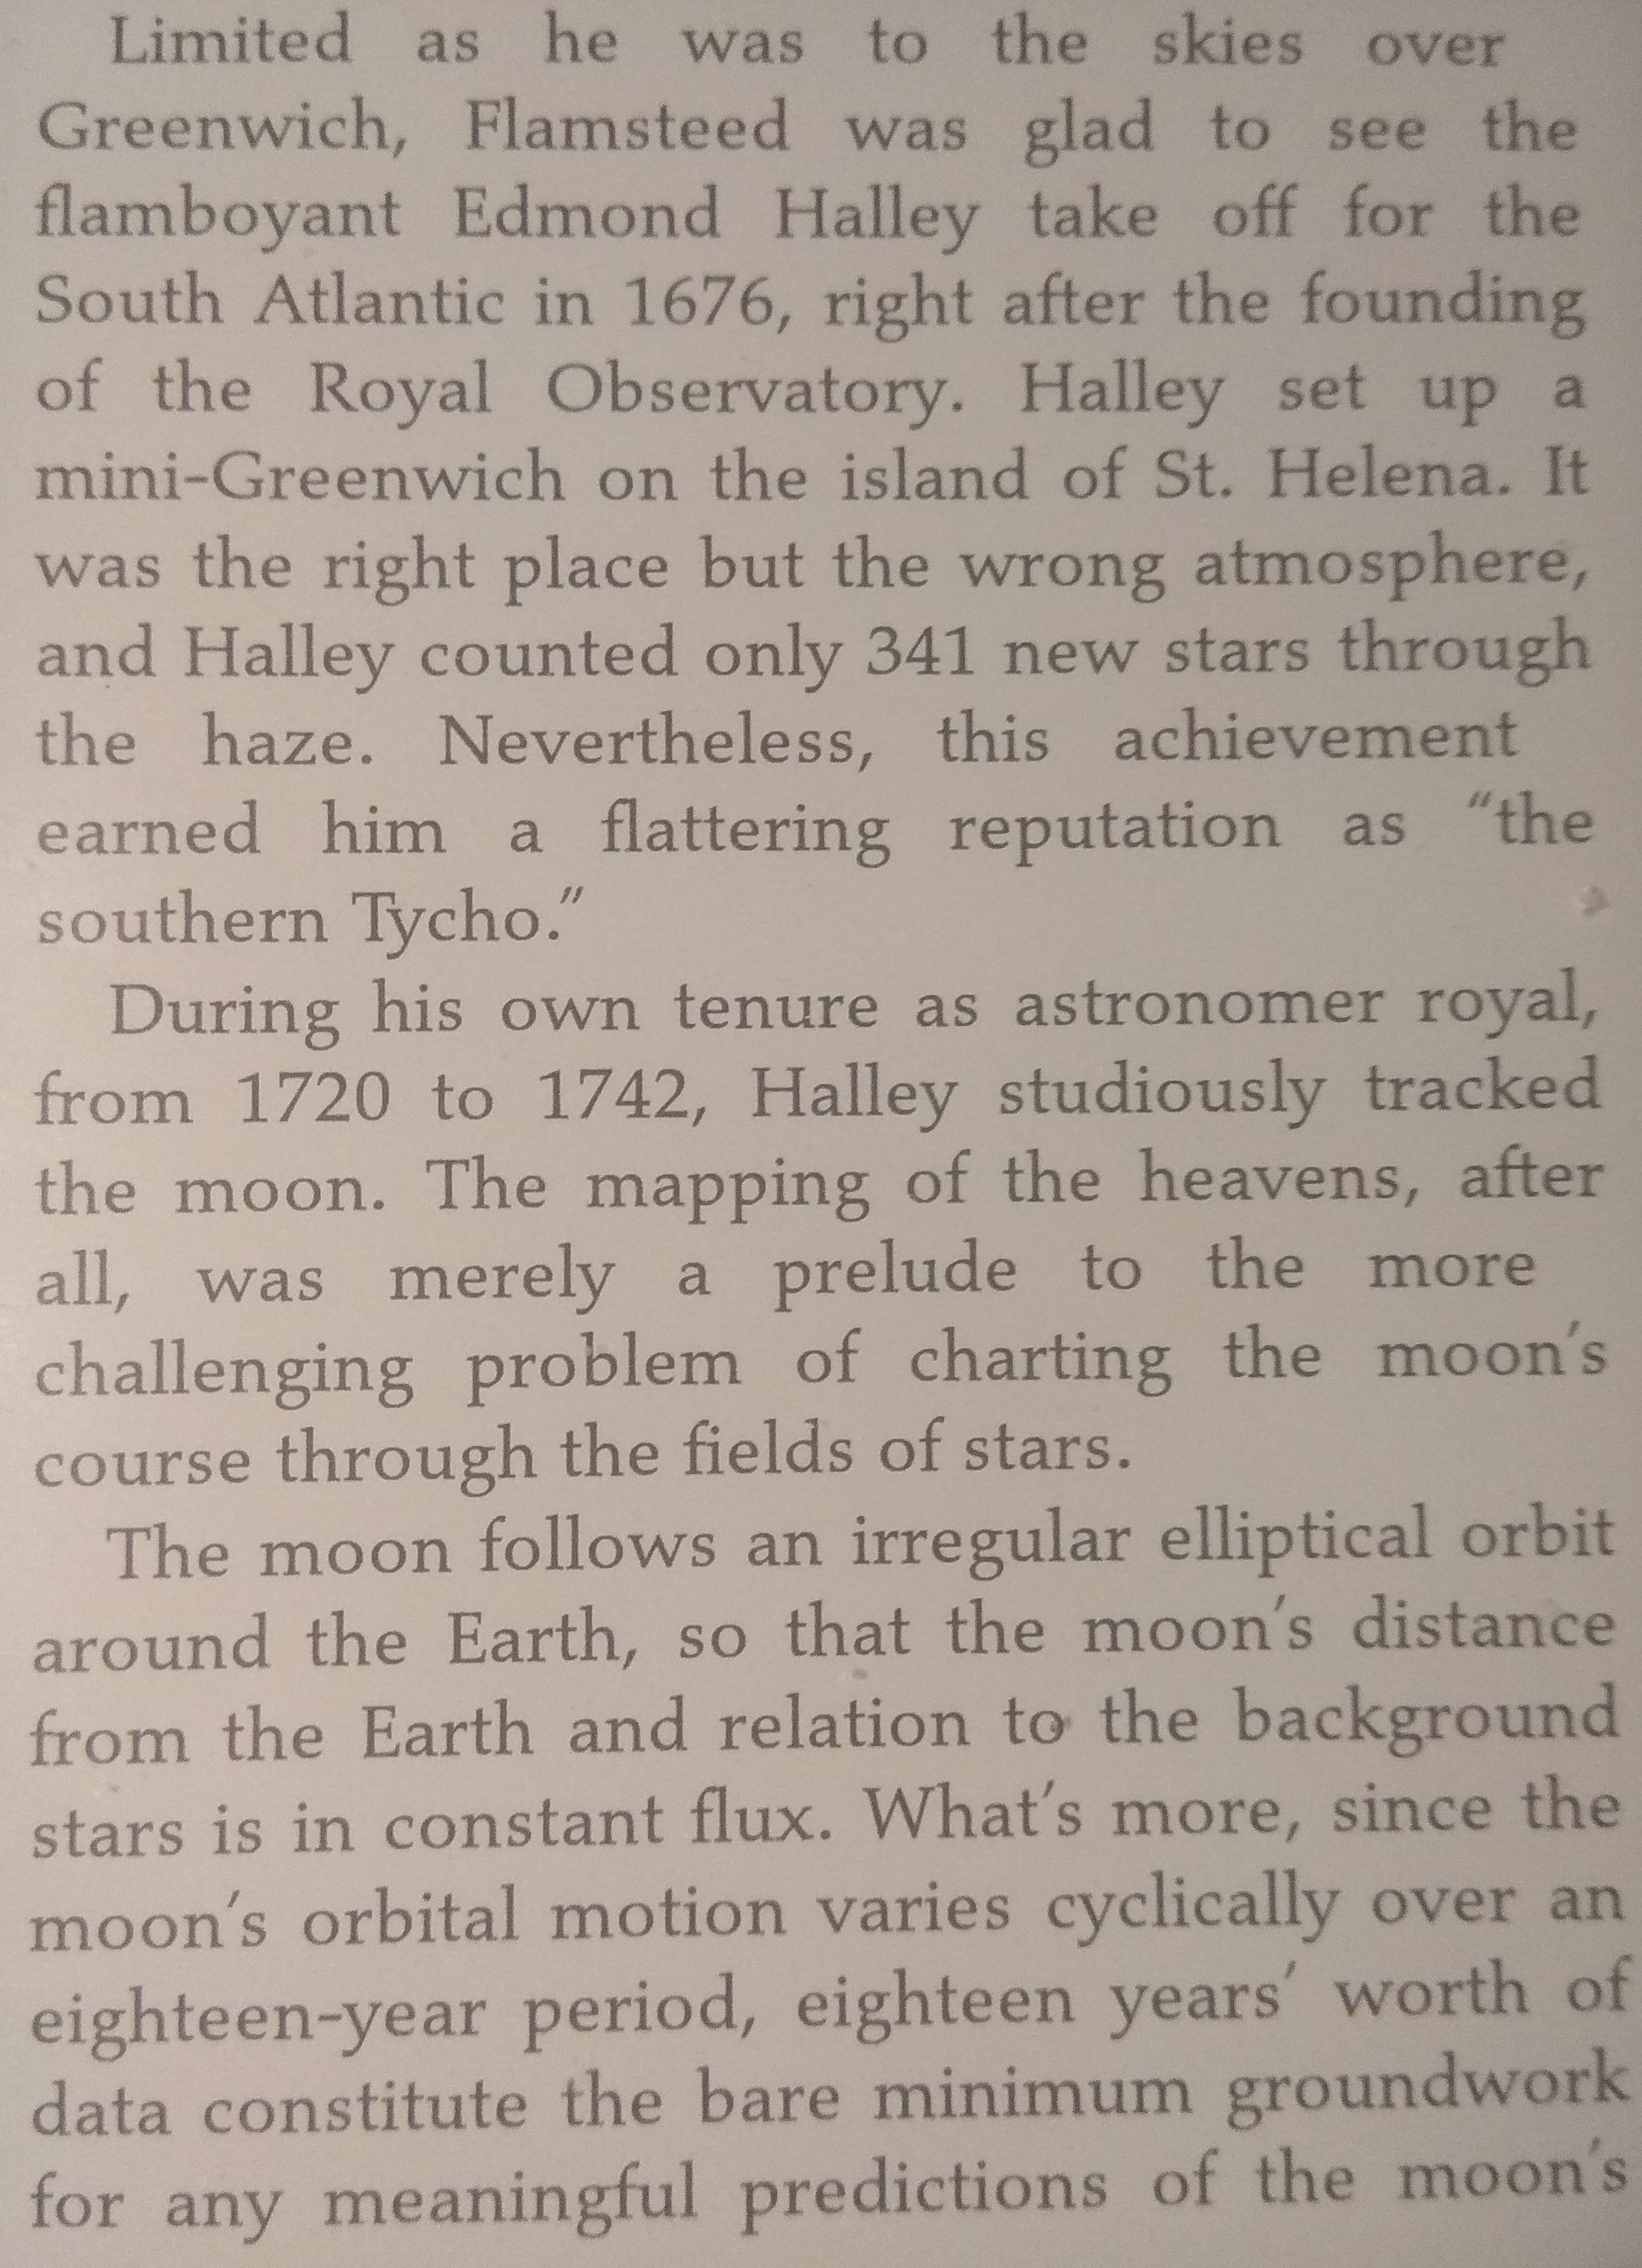 Limited as he was to the skies over
Greenwich, Flamsteed was glad to see the
flamboyant Edmond Halley take off for the
South Atlantic in 1676, right after the founding
of the Royal Observatory. Halley set up a
mini-Greenwich on the island of St. Helena. It
was the right place but the wrong atmosphere,
and Halley counted only 341 new stars through
the haze. Nevertheless, this achievement
earned him a flattering reputation as “the
southern Tycho.”
During his own tenure as astronomer royal,
from 1720 to 1742, Halley studiously tracked
the moon. The mapping of the heavens, after
all, was merely a prelude to the more
challenging problem of charting the moon’s
course through the fields of stars.
The moon follows an irregular elliptical orbit
around the Earth, so that the moon’s distance
from the Earth and relation to the background
stars is in constant flux. What’s more, since the
moon’s orbital motion varies cyclically over an
eighteen-year period, eighteen years’ worth of
data constitute the bare minimum groundwork
for any meaningful predictions of the moon’s